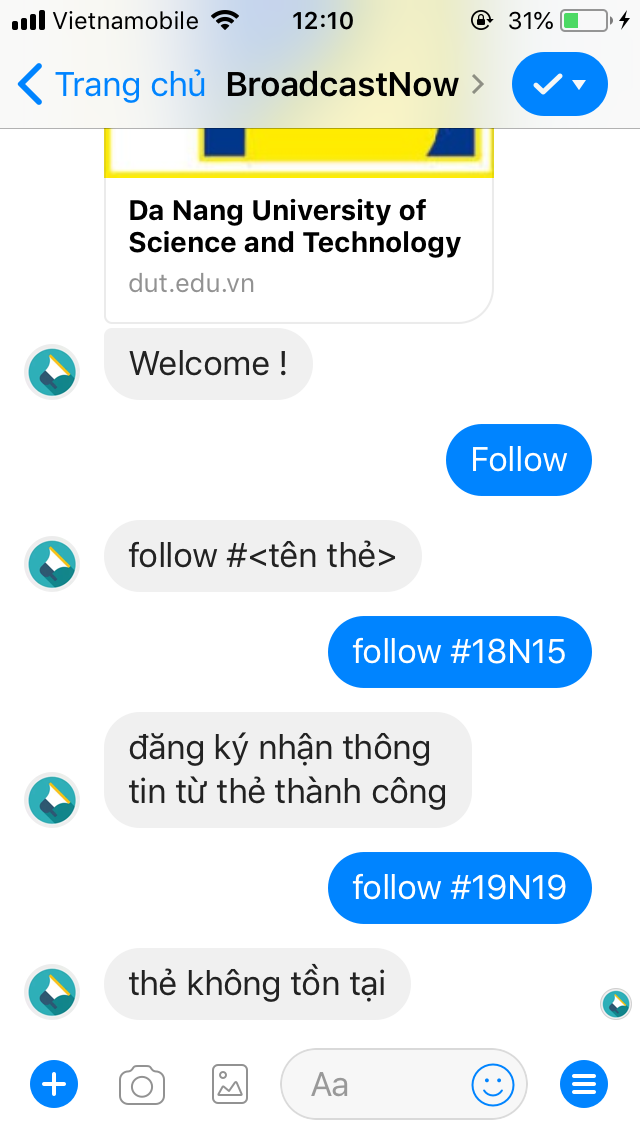 Vietnamobile 12:10 31%
Trang chủ BroadcastNow
Da Nang University of
Science and Technology
dut.edu.vn
Welcome !
Follow
follow #<tên thẻ>
follow #18N15
đăng ký nhận thông
tin từ thẻ thành công
follow #19N19
thẻ không tồn tại
Aa